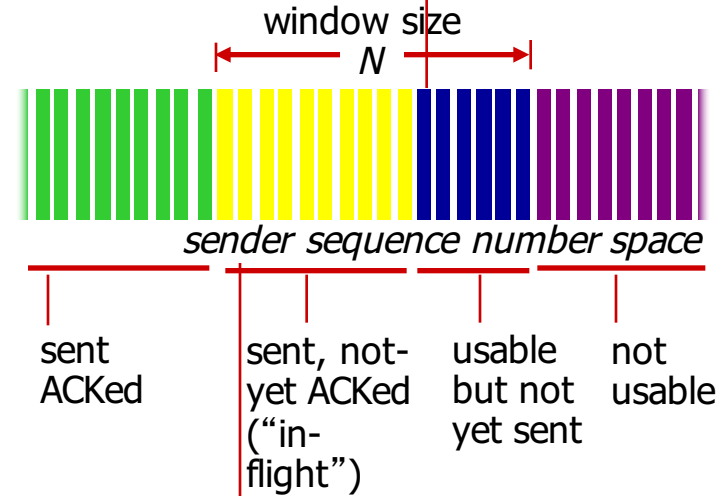 window size
N
sender sequence number space
sent
ACKed
sent, not-
yet ACKed
(“in-
flight”)
usable
but not
yet sent
not
usable